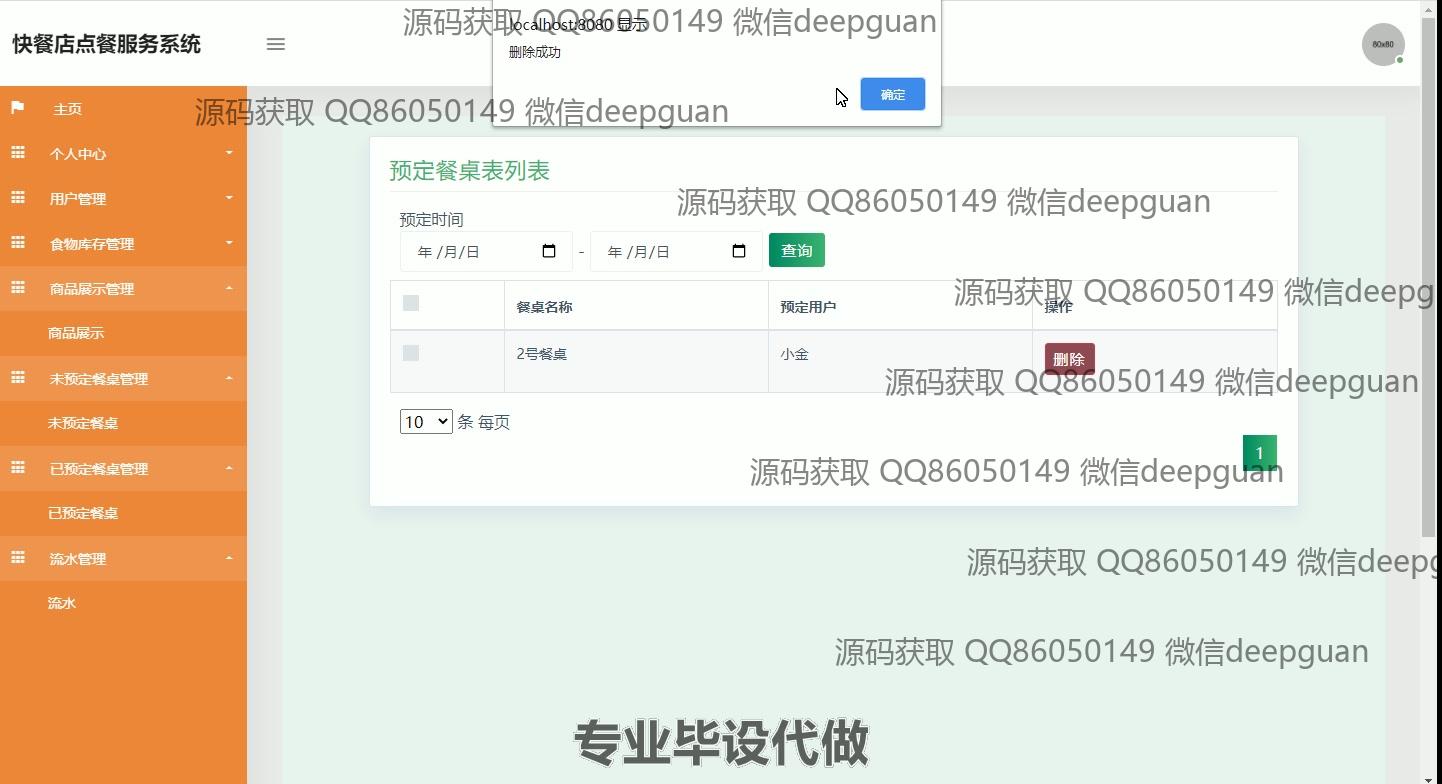 源码获取 QQ86050149 微信deepguan
localhost:8080 显示
快餐店点餐服务系统
删除成功
80x80
确定
主页
源码获取 QQ86050149 微信deepguan
个人中心
预定餐桌表列表
用户管理
源码获取 QQ86050149 微信deepguan
预定时间
食物库存管理
年 /月/日 - 年 /月/日 查询
商品展示管理
源码获取 QQ86050149 微信deepg
餐桌名称 预定用户 操作
商品展示
2号餐桌 小金 删除
未预定餐桌管理
源码获取 QQ86050149 微信deepguan
未预定餐桌
10 条 每页
1
已预定餐桌管理
源码获取 QQ86050149 微信deepguan
已预定餐桌
流水管理
源码获取 QQ86050149 微信deepg
流水
源码获取 QQ86050149 微信deepguan
专业毕设代做